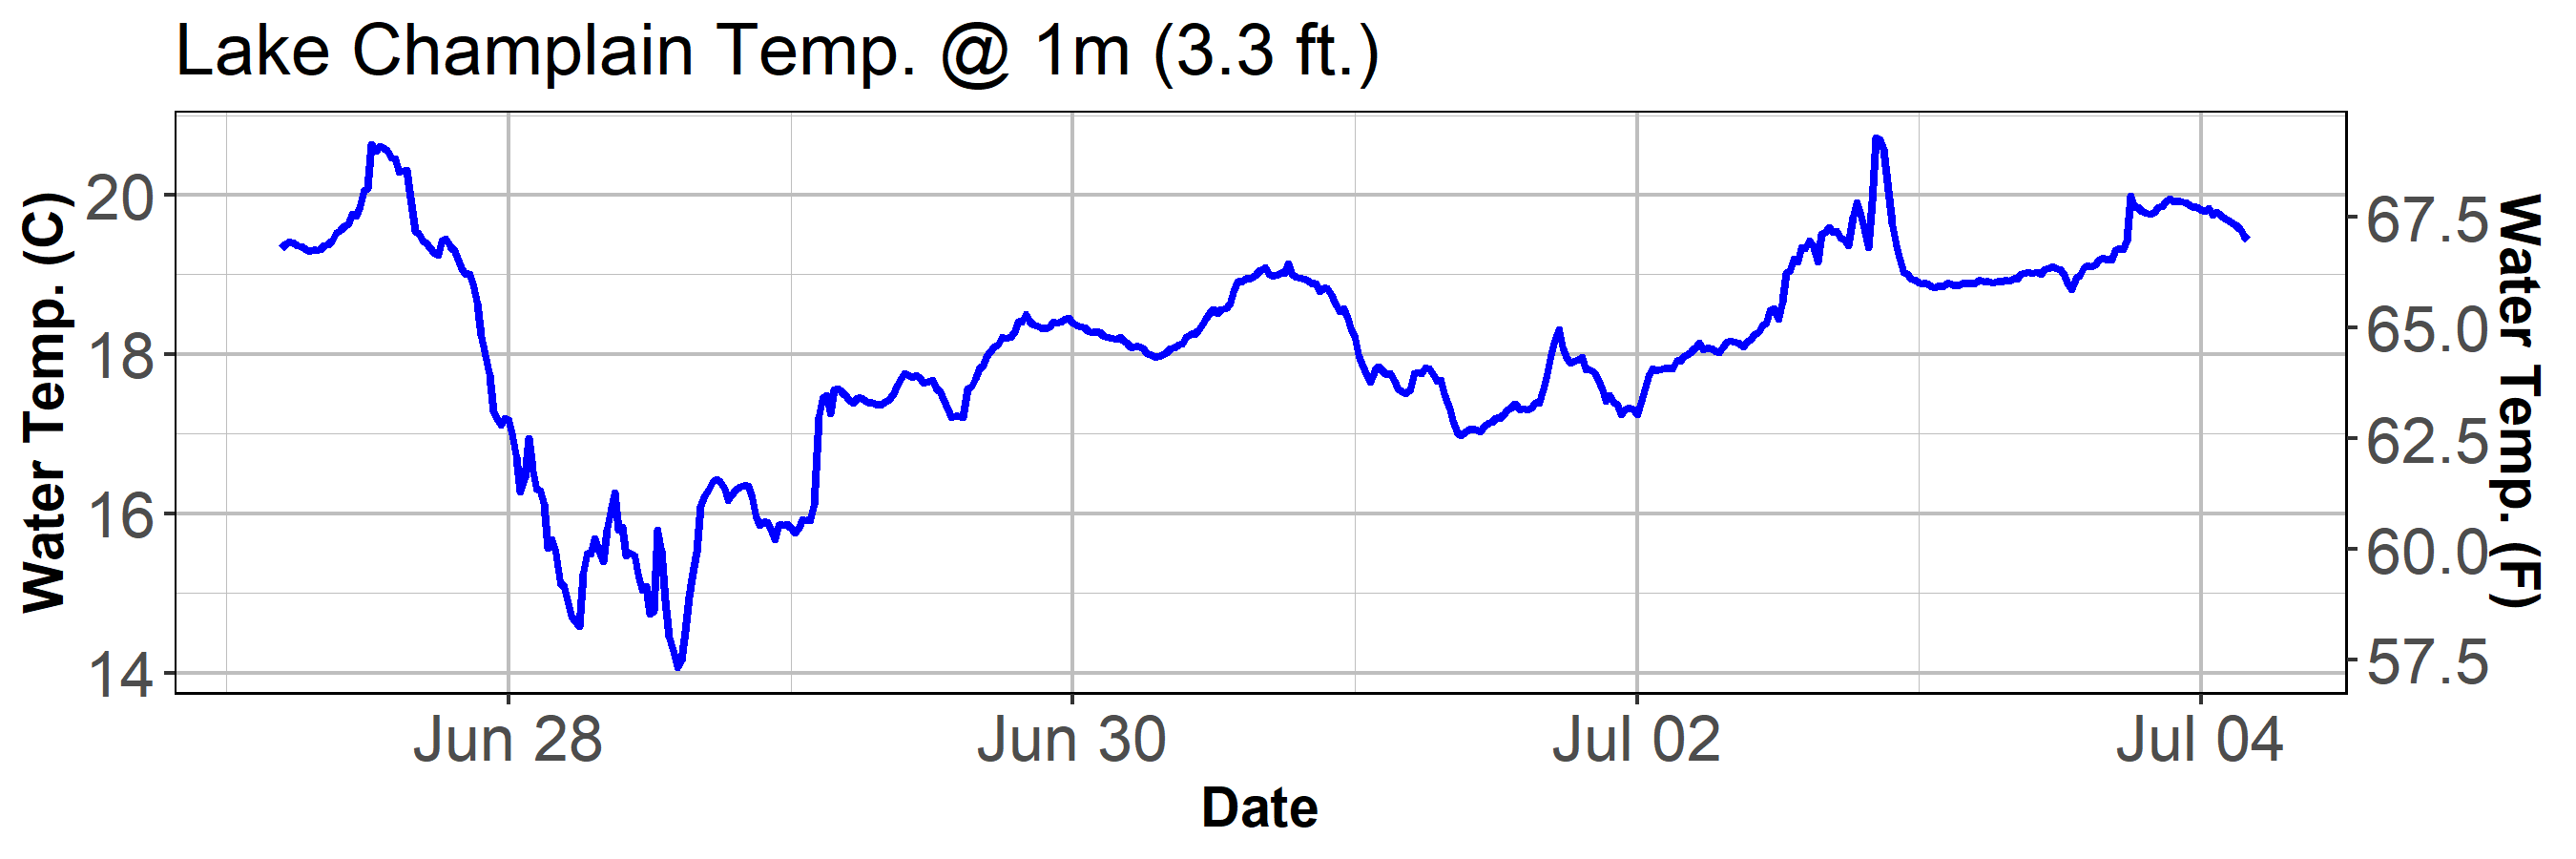 Lake Champlain Temp. @ 1m (3.3 ft.)
Water Temp. (C)
20
18
16
14
67.5
65.0
62.5
60.0
57.5
Water Temp. (F)
Jun 28
Jun 30
Jul 02
Jul 04
Date